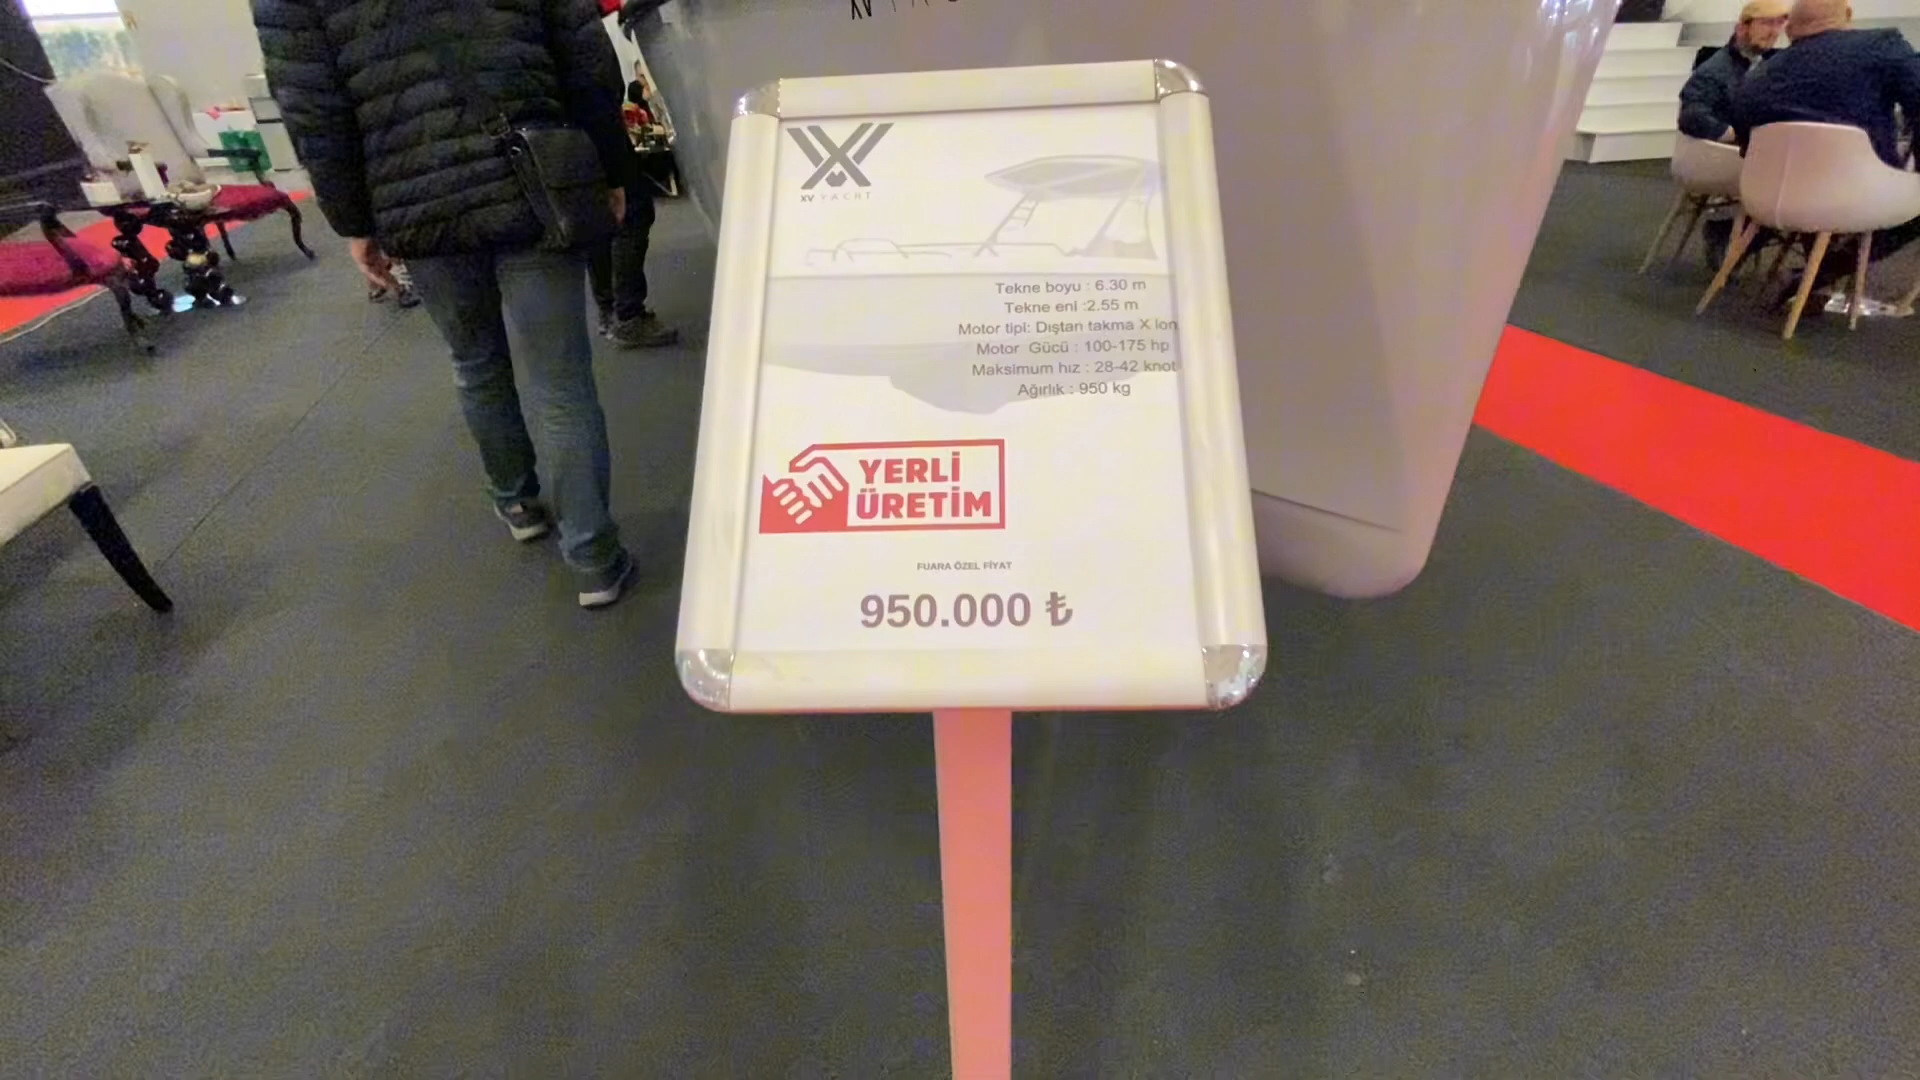 XV YACHT
Tekne boyu : 6.30 m
Tekne eni :2.55 m
Motor tipi: Dıştan takma X lon
Motor Gücü : 100-175 hp
Maksimum hız : 28-42 knot
Ağırlık : 950 kg
YERLİ
ÜRETİM
FUARA ÖZEL FİYAT
950.000 ₺